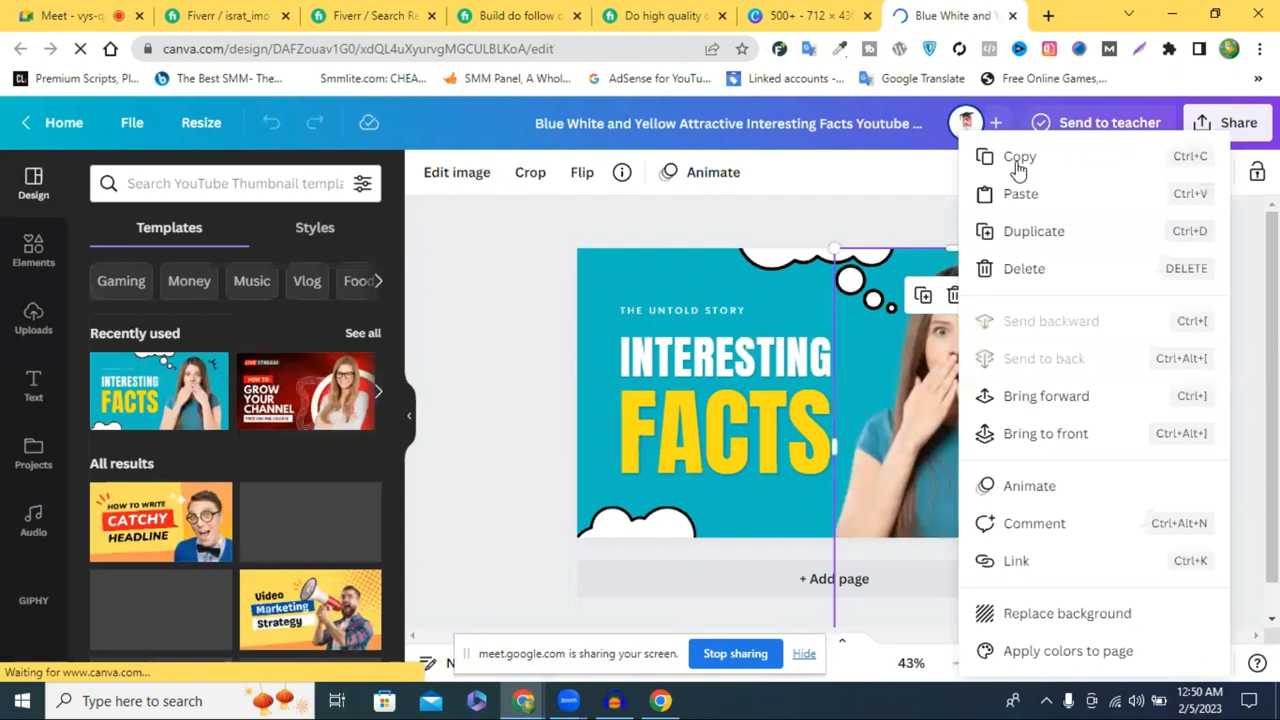 Meet - vys-q
Fiverr / israt_imo
Fiverr / Search Re
Build do follow c
Do high quality c
500+ - 712 × 430
Blue White and Y
canva.com/design/DAFZouav1G0/xdQL4uXyurvgMGCULBLKoA/edit
Premium Scripts, Pl...
The Best SMM- The...
Smmlite.com: CHEA...
SMM Panel, A Whol...
AdSense for YouTu...
Linked accounts -...
Google Translate
Free Online Games,...
Home
File
Resize
Blue White and Yellow Attractive Interesting Facts Youtube ...
Send to teacher
Share
Design
Elements
Uploads
Text
Projects
Audio
GIPHY
Search YouTube Thumbnail templa
Templates
Styles
Gaming
Money
Music
Vlog
Food
Recently used
See all
INTERESTING
FACTS
LIVE STREAM
HOW TO
GROW
YOUR
CHANNEL
FREE ONLINE COURSE
All results
HOW TO WRITE
CATCHY
HEADLINE
Video
Marketing
Strategy
Edit image
Crop
Flip
Animate
THE UNTOLD STORY
INTERESTING
FACTS
+ Add page
Copy Ctrl+C
Paste Ctrl+V
Duplicate Ctrl+D
Delete DELETE
Send backward Ctrl+[
Send to back Ctrl+Alt+[
Bring forward Ctrl+]
Bring to front Ctrl+Alt+]
Animate
Comment Ctrl+Alt+N
Link Ctrl+K
Replace background
Apply colors to page
meet.google.com is sharing your screen.
Stop sharing
Hide
43%
Waiting for www.canva.com...
Type here to search
12:50 AM
2/5/2023